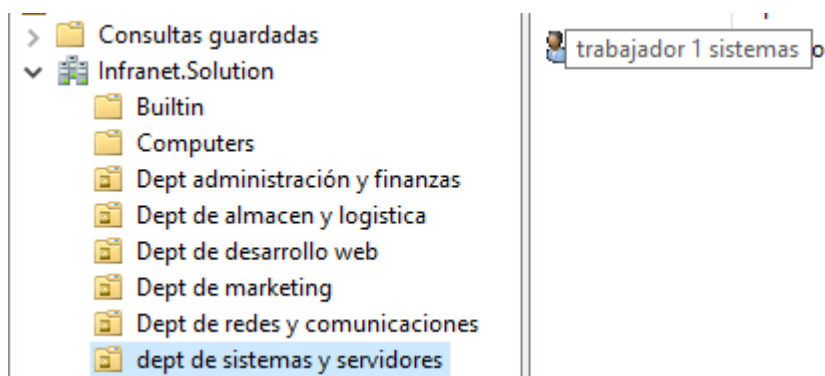 Consultas guardadas
Infranet.Solution
Builtin
Computers
Dept administración y finanzas
Dept de almacen y logistica
Dept de desarrollo web
Dept de marketing
Dept de redes y comunicaciones
dept de sistemas y servidores
trabajador 1 sistemas